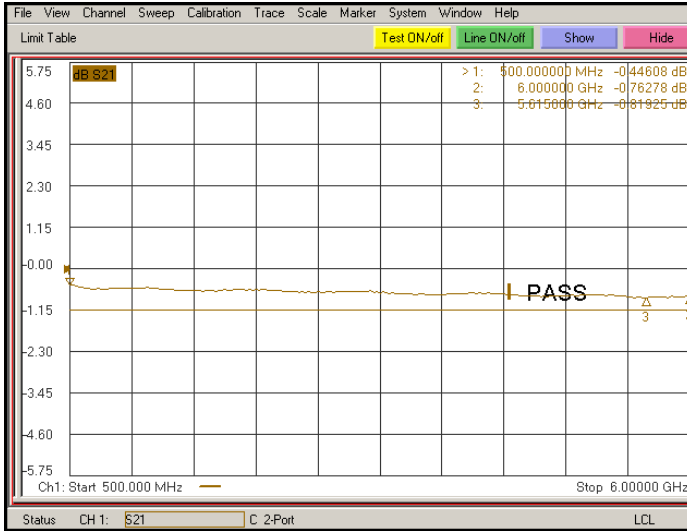 File View Channel Sweep Calibration Trace Scale Marker System Window Help
Limit Table Test ON/off Line ON/off Show Hide
5.75 dB S21 > 1: 500.000000 MHz -0.44608 dB
2: 6.000000 GHz -0.76278 dB
4.60 3: 5.615000 GHz -0.81925 dB
3.45
2.30
1.15
-0.00
PASS
-1.15 3
-2.30
-3.45
-4.60
-5.75
Ch1: Start 500.000 MHz Stop 6.00000 GHz
Status CH 1: S21 C 2-Port LCL